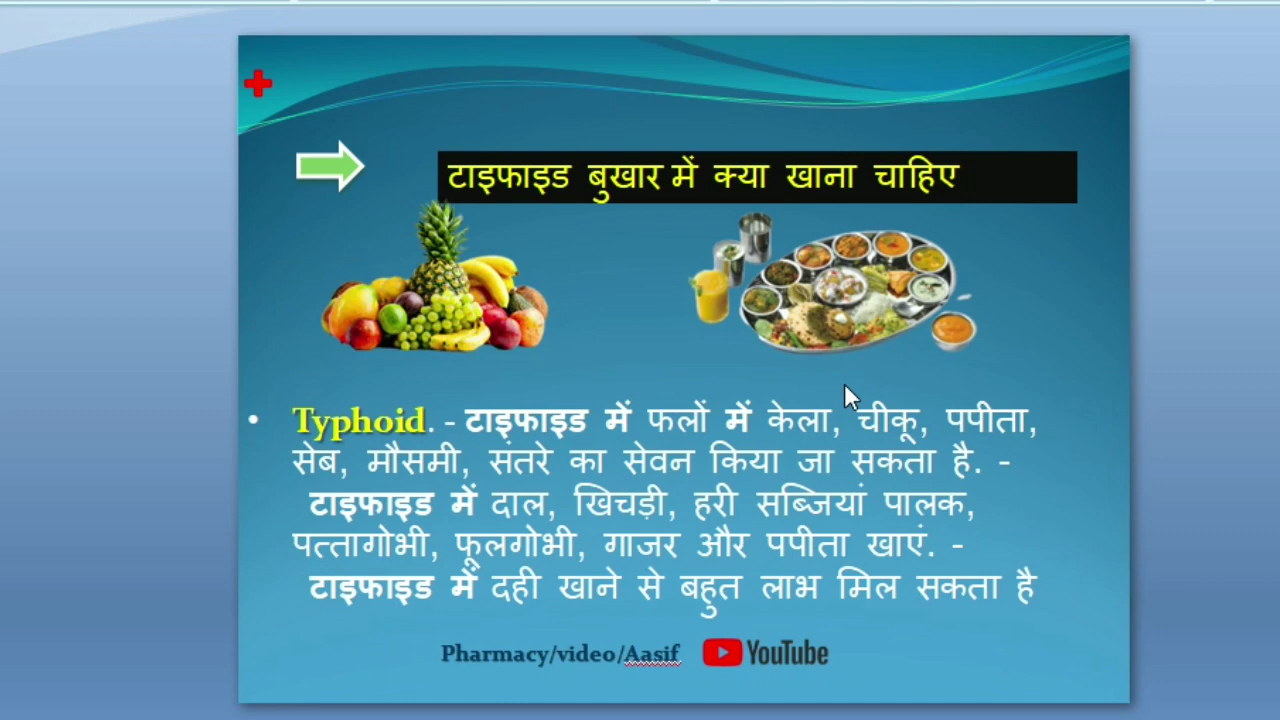 टाइफाइड बुखार में क्या खाना चाहिए
• Typhoid. - टाइफाइड में फलों में केला, चीकू, पपीता,
सेब, मौसमी, संतरे का सेवन किया जा सकता है. -
टाइफाइड में दाल, खिचड़ी, हरी सब्जियां पालक,
पत्तागोभी, फूलगोभी, गाजर और पपीता खाएं. -
टाइफाइड में दही खाने से बहुत लाभ मिल सकता है
Pharmacy/video/Aasif YouTube